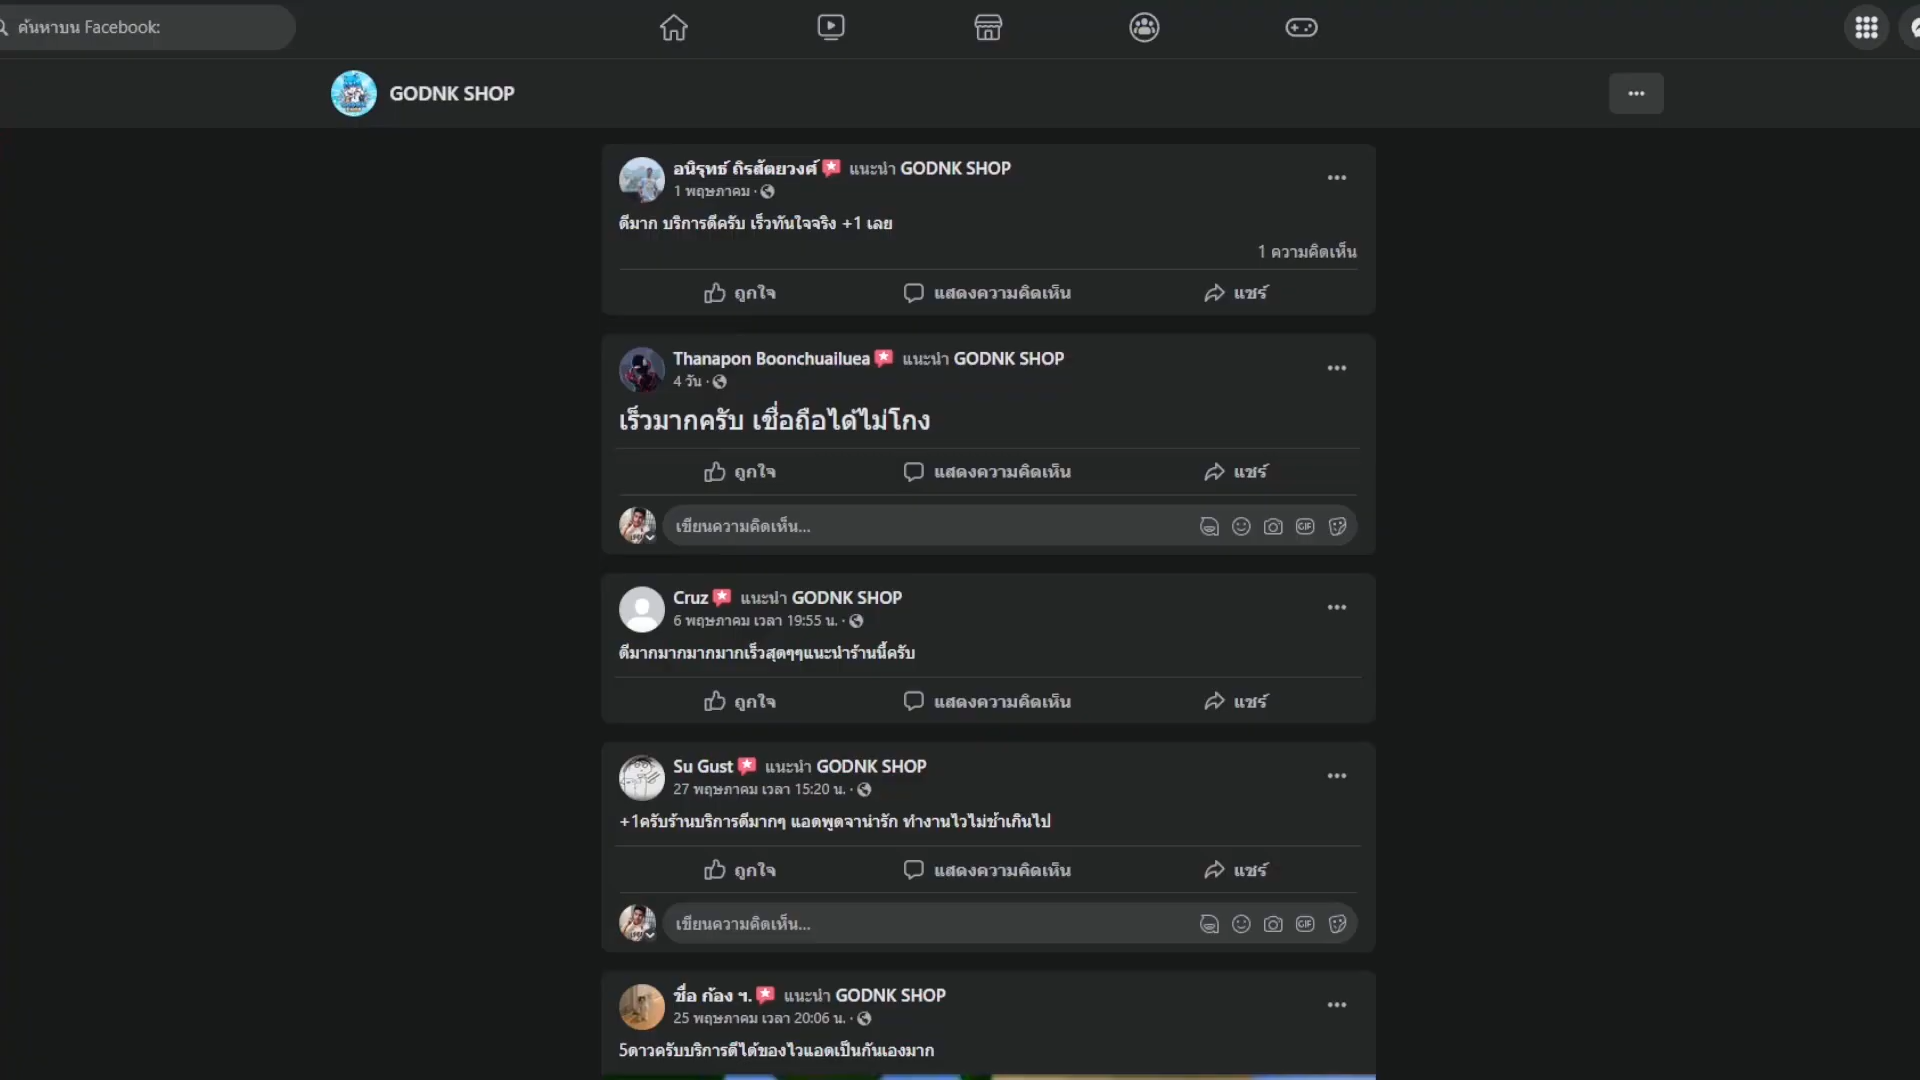 ค้นหาบน Facebook:
GODNK SHOP
อนิรุทธ์ ถิรสัตยวงศ์ แนะนำ GODNK SHOP
1 พฤษภาคม ·
ดีมาก บริการดีครับ เร็วทันใจจริง +1 เลย
1 ความคิดเห็น
ถูกใจ แสดงความคิดเห็น แชร์
Thanapon Boonchuailuea แนะนำ GODNK SHOP
4 วัน ·
เร็วมากครับ เชื่อถือได้ไม่โกง
ถูกใจ แสดงความคิดเห็น แชร์
เขียนความคิดเห็น...
GIF
Cruz แนะนำ GODNK SHOP
6 พฤษภาคม เวลา 19:55 น. ·
ดีมากมากมากมากเร็วสุดๆๆแนะนำร้านนี้ครับ
ถูกใจ แสดงความคิดเห็น แชร์
Su Gust แนะนำ GODNK SHOP
27 พฤษภาคม เวลา 15:20 น. ·
+1ครับร้านบริการดีมากๆ แอดพูดจาน่ารัก ทำงานไวไม่ช้าเกินไป
ถูกใจ แสดงความคิดเห็น แชร์
เขียนความคิดเห็น...
GIF
ชื่อ ก้อง ฯ. แนะนำ GODNK SHOP
25 พฤษภาคม เวลา 20:06 น. ·
5ดาวครับบริการดีได้ของไวแอดเป็นกันเองมาก